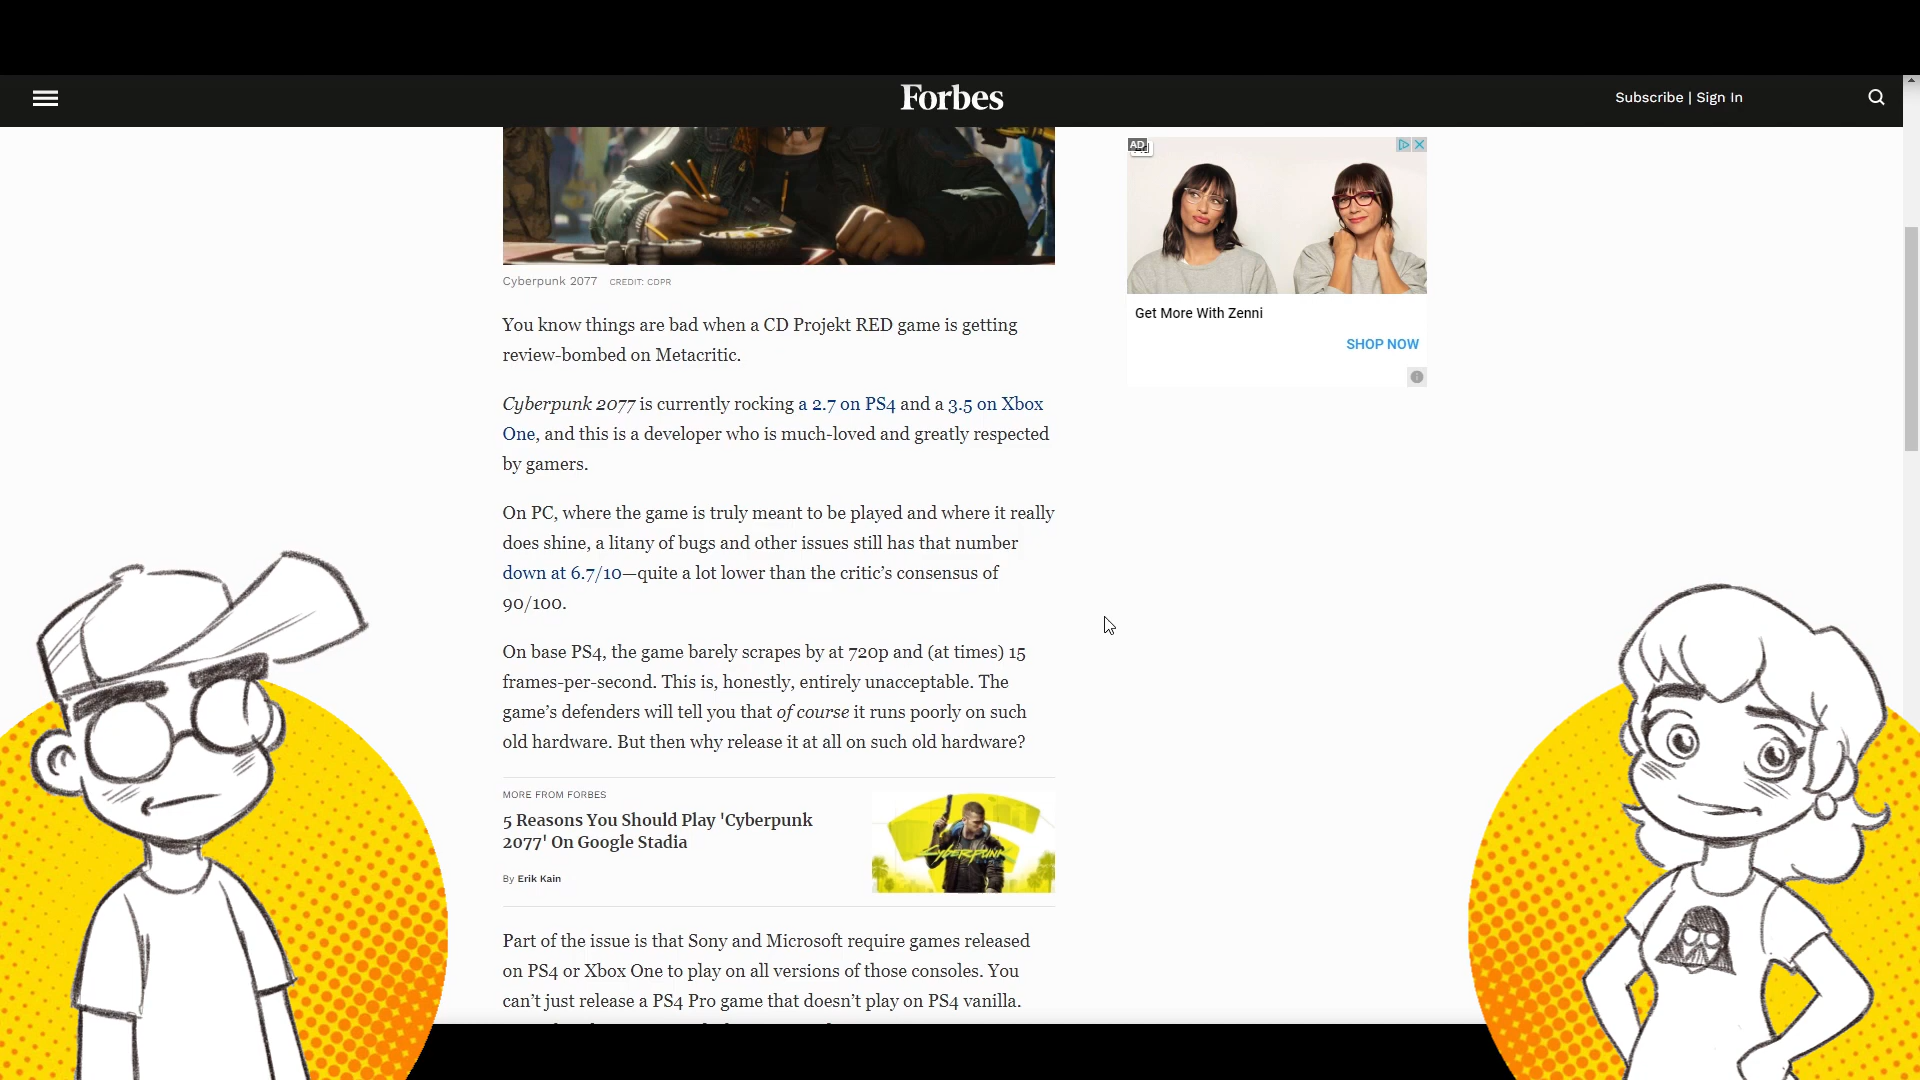 Forbes
Subscribe | Sign In
AD
Cyberpunk 2077 CREDIT: CDPR
Get More With Zenni
SHOP NOW
You know things are bad when a CD Projekt RED game is getting
review-bombed on Metacritic.
Cyberpunk 2077 is currently rocking a 2.7 on PS4 and a 3.5 on Xbox
One, and this is a developer who is much-loved and greatly respected
by gamers.
On PC, where the game is truly meant to be played and where it really
does shine, a litany of bugs and other issues still has that number
down at 6.7/10—quite a lot lower than the critic's consensus of
90/100.
On base PS4, the game barely scrapes by at 720p and (at times) 15
frames-per-second. This is, honestly, entirely unacceptable. The
game's defenders will tell you that of course it runs poorly on such
old hardware. But then why release it at all on such old hardware?
MORE FROM FORBES
5 Reasons You Should Play 'Cyberpunk
2077' On Google Stadia
By Erik Kain
CYBERPUNK
Part of the issue is that Sony and Microsoft require games released
on PS4 or Xbox One to play on all versions of those consoles. You
can't just release a PS4 Pro game that doesn't play on PS4 vanilla.